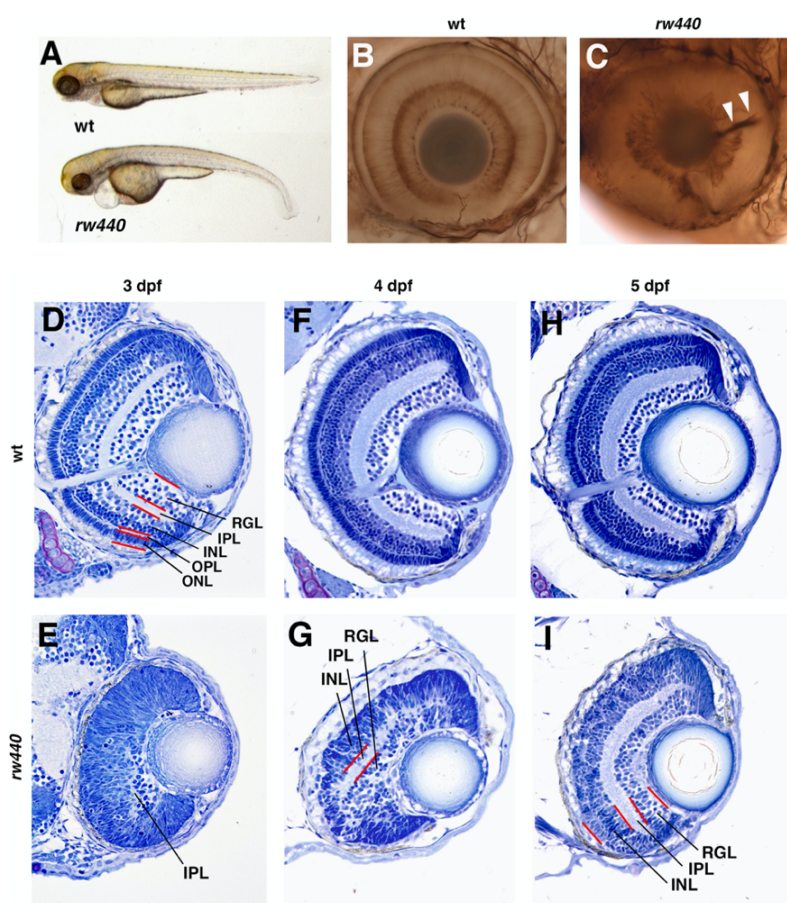 wt
rw440
A
B
C
wt
rw440
3 dpf
4 dpf
5 dpf
D
F
H
wt
RGL
IPL
INL
OPL
ONL
E
G
I
RGL
IPL
INL
rw440
IPL
RGL
IPL
INL